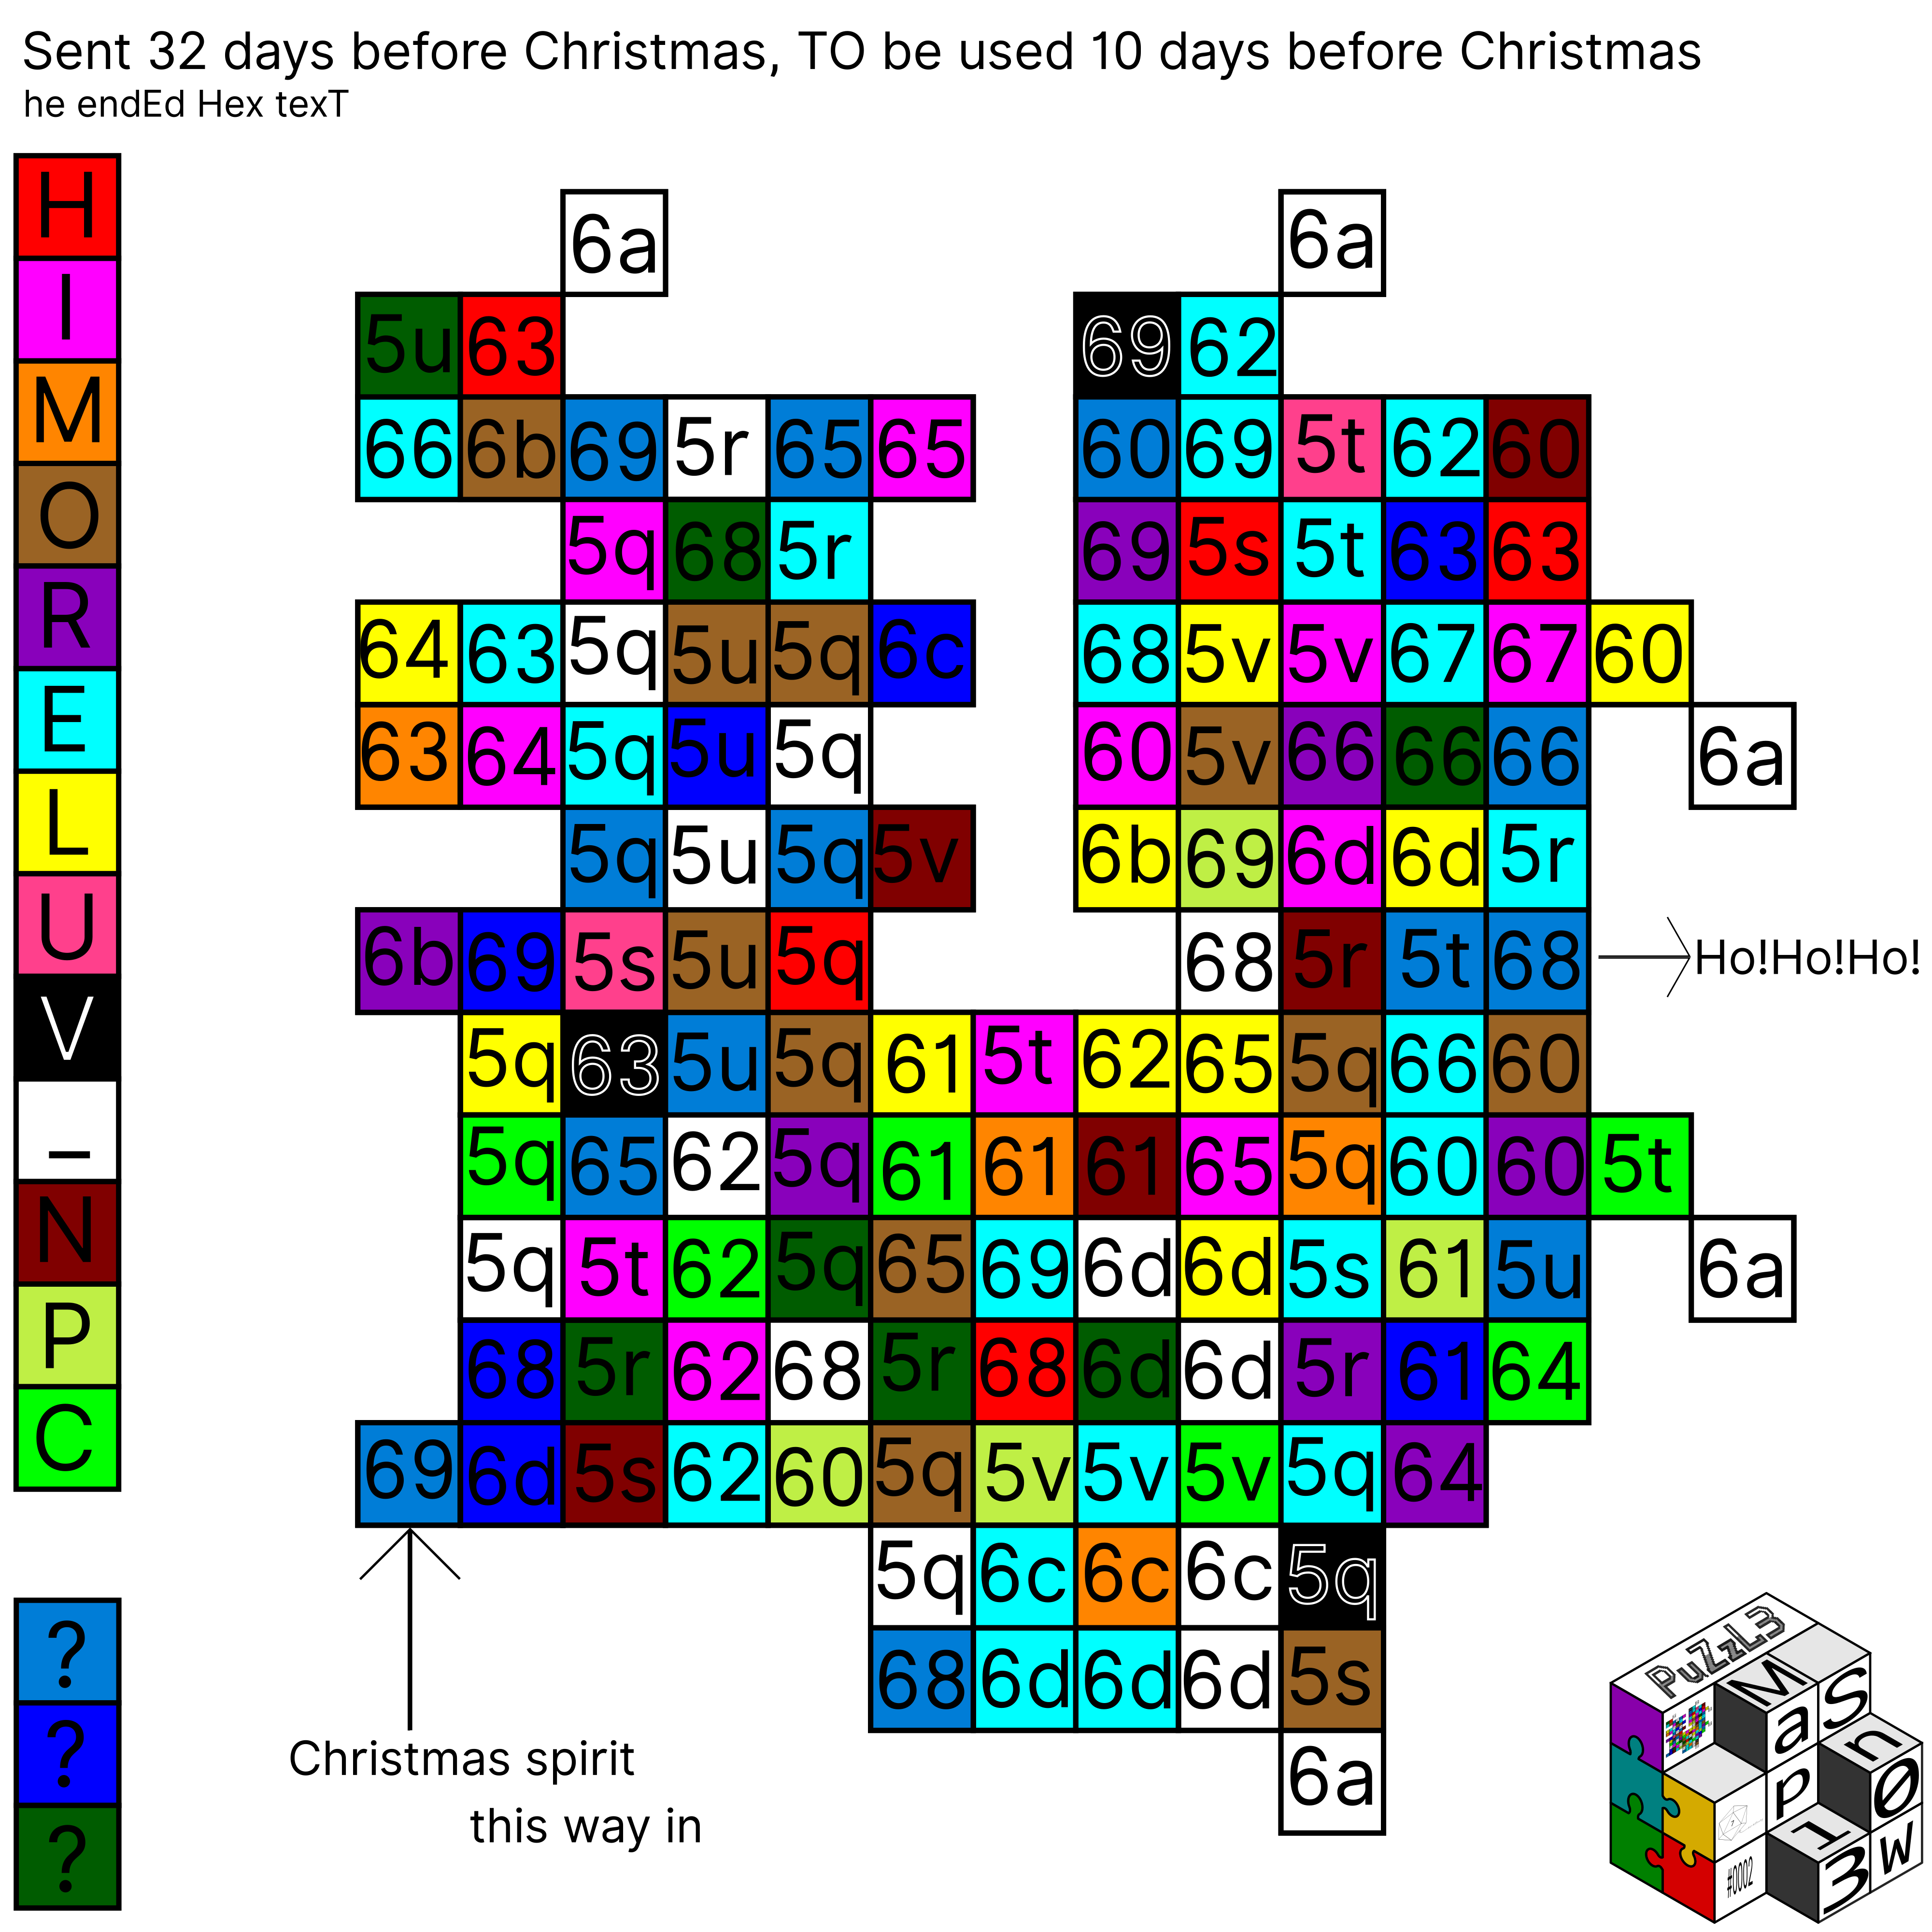 Sent 32 days before Christmas, TO be used 10 days before Christmas
he endEd Hex texT
H
I
M
O
R
E
L
U
V
_
N
P
C
?
?
?
6a 6a
5u 63 69 62
66 6b 69 5r 65 65 60 69 5t 62 60
5q 68 5r 69 5s 5t 63 63
64 63 5q 5u 5q 6c 68 5v 5v 67 67 60
63 64 5q 5u 5q 60 5v 66 66 66 6a
5q 5u 5q 5v 6b 69 6d 6d 5r
6b 69 5s 5u 5q 68 5r 5t 68 Ho!Ho!Ho!
5q 63 5u 5q 61 5t 62 65 5q 66 60
5q 65 62 5q 61 61 61 65 5q 60 60 5t
5q 5t 62 5q 65 69 6d 6d 5s 61 5u 6a
68 5r 62 68 5r 68 6d 6d 5r 61 64
69 6d 5s 62 60 5q 5v 5v 5v 5q 64
5q 6c 6c 6c 5q
68 6d 6d 6d 5s
6a
Christmas spirit
this way in
PuZzL3
M
a
S
p
n
0
1
3
w
7
#0002